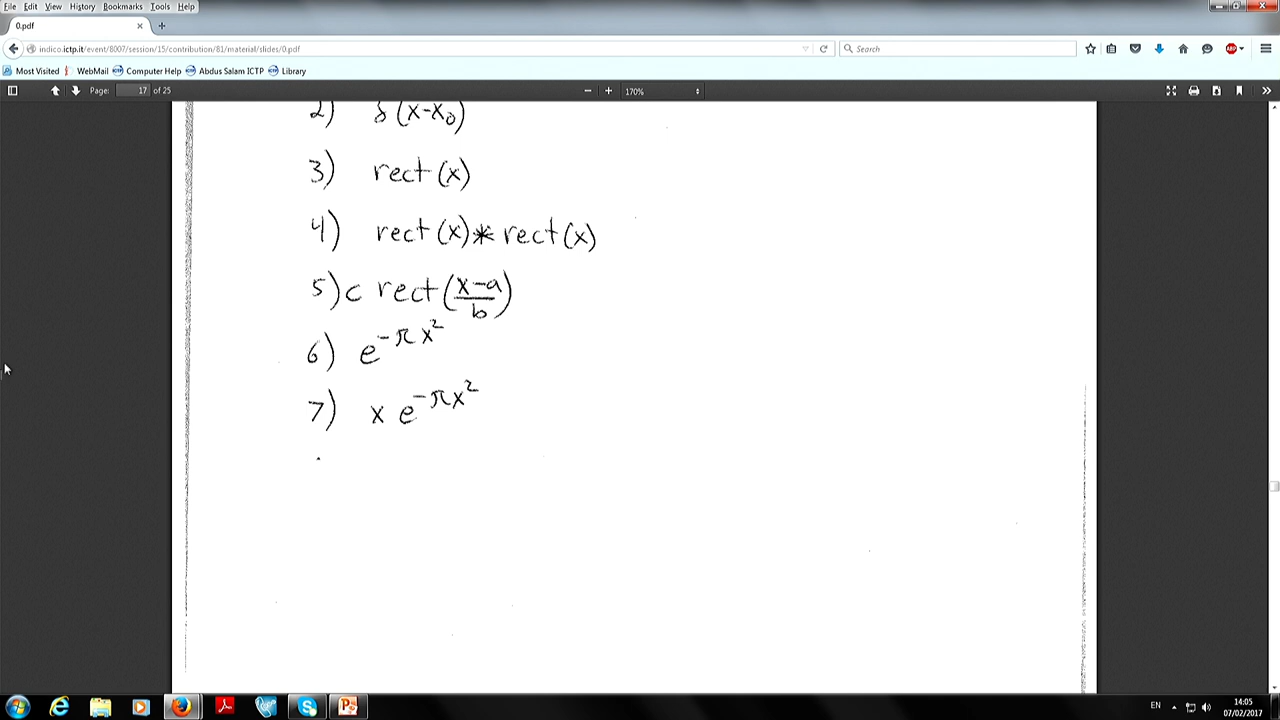 File Edit View History Bookmarks Tools Help
0.pdf
indico.ictp.it/event/8007/session/15/contribution/81/material/slides/0.pdf
Search
Most Visited WebMail Computer Help Abdus Salam ICTP Library
Page: 17 of 25
170%
2) δ(x-x₀)
3) rect(x)
4) rect(x)*rect(x)
5) c rect((x-a)/b)
6) e^{-πx²}
7) x e^{-πx²}
EN
14:05
07/02/2017